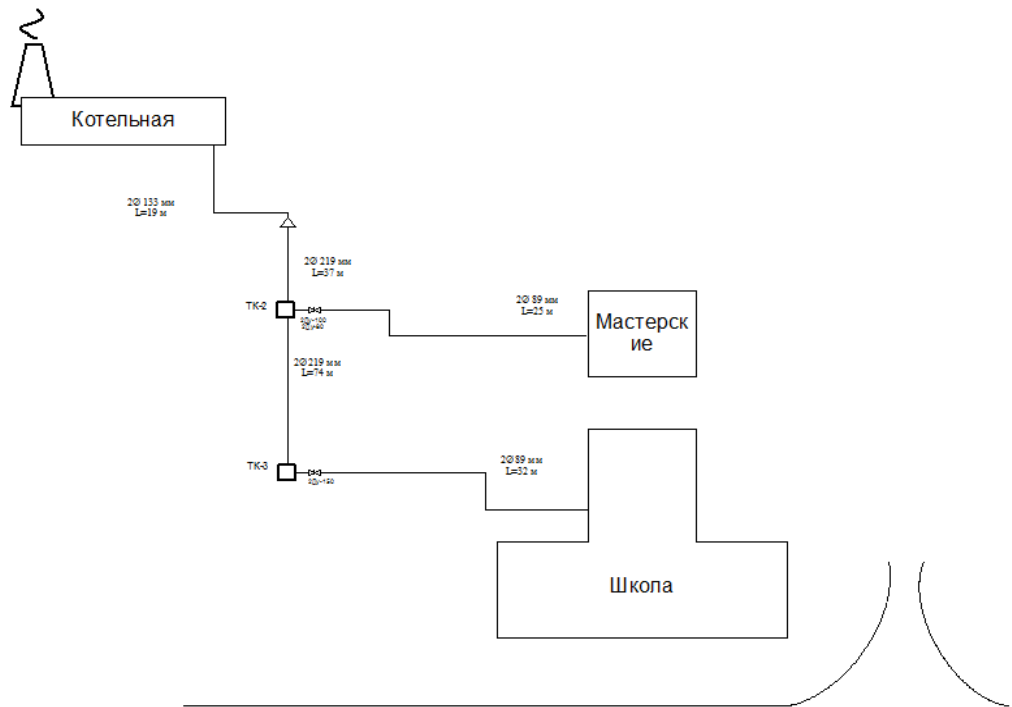 Котельная
2Ø 133 мм
L=19 м
2Ø 219 мм
L=37 м
ТК-2
2Ø 89 мм
L=25 м
Мастерск
ие
2Ø 219 мм
L=74 м
ТК-3
2Ø 89 мм
L=32 м
Школа